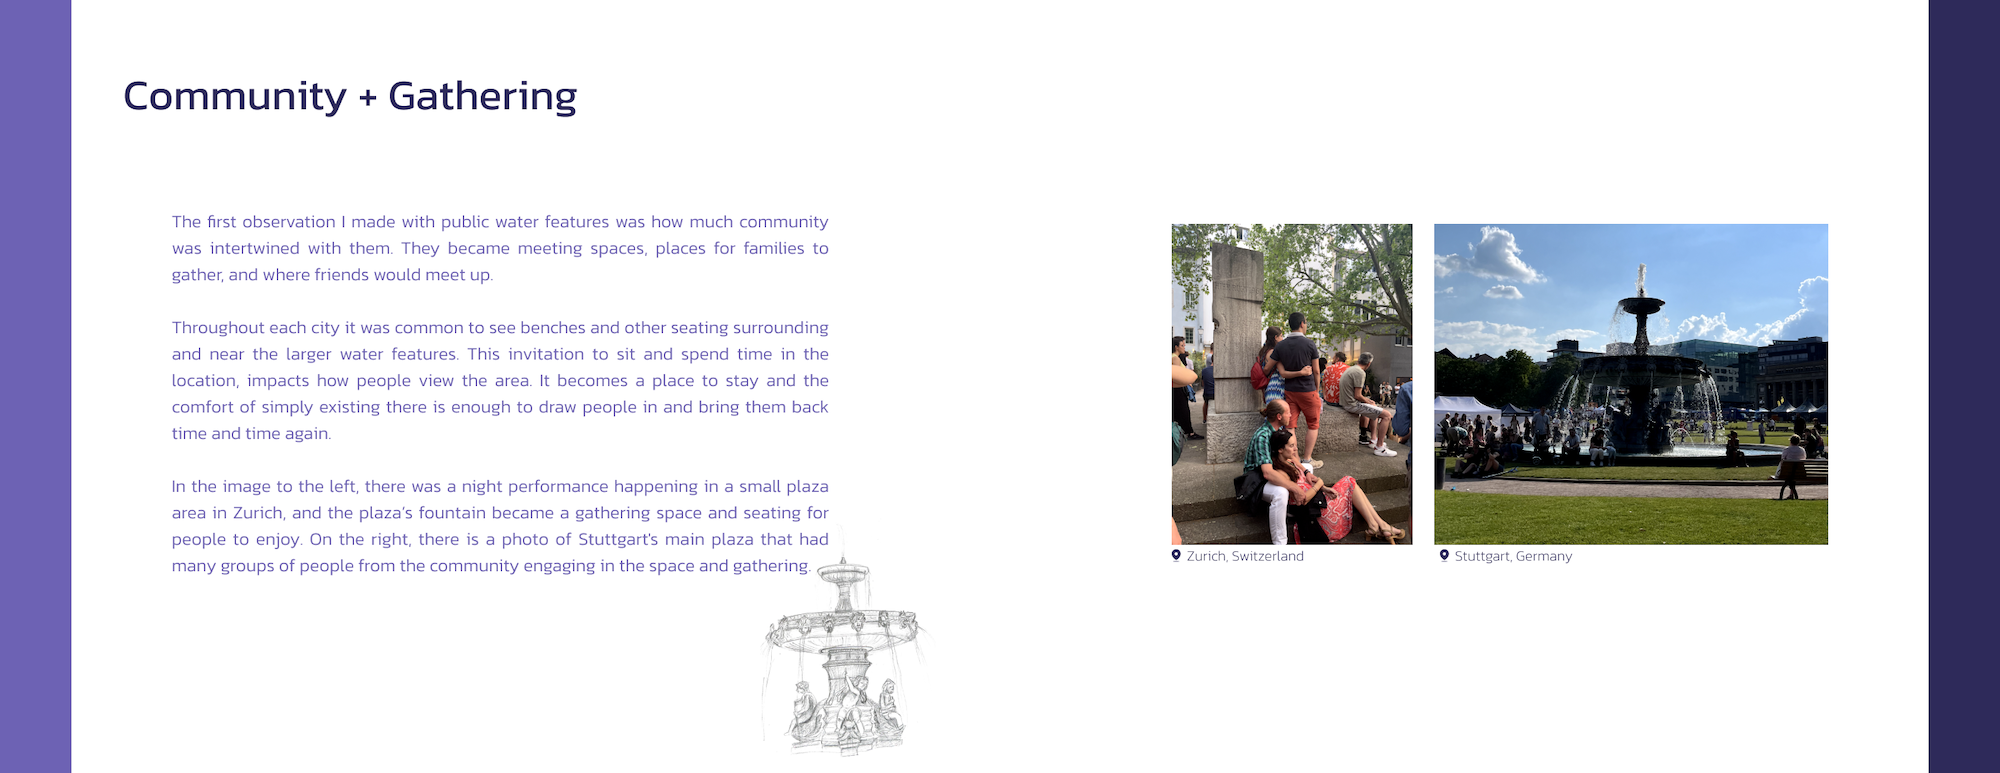 Community + Gathering
The first observation I made with public water features was how much community
was intertwined with them. They became meeting spaces, places for families to
gather, and where friends would meet up.
Throughout each city it was common to see benches and other seating surrounding
and near the larger water features. This invitation to sit and spend time in the
location, impacts how people view the area. It becomes a place to stay and the
comfort of simply existing there is enough to draw people in and bring them back
time and time again.
In the image to the left, there was a night performance happening in a small plaza
area in Zurich, and the plaza's fountain became a gathering space and seating for
people to enjoy. On the right, there is a photo of Stuttgart's main plaza that had
many groups of people from the community engaging in the space and gathering.
Zurich, Switzerland
Stuttgart, Germany